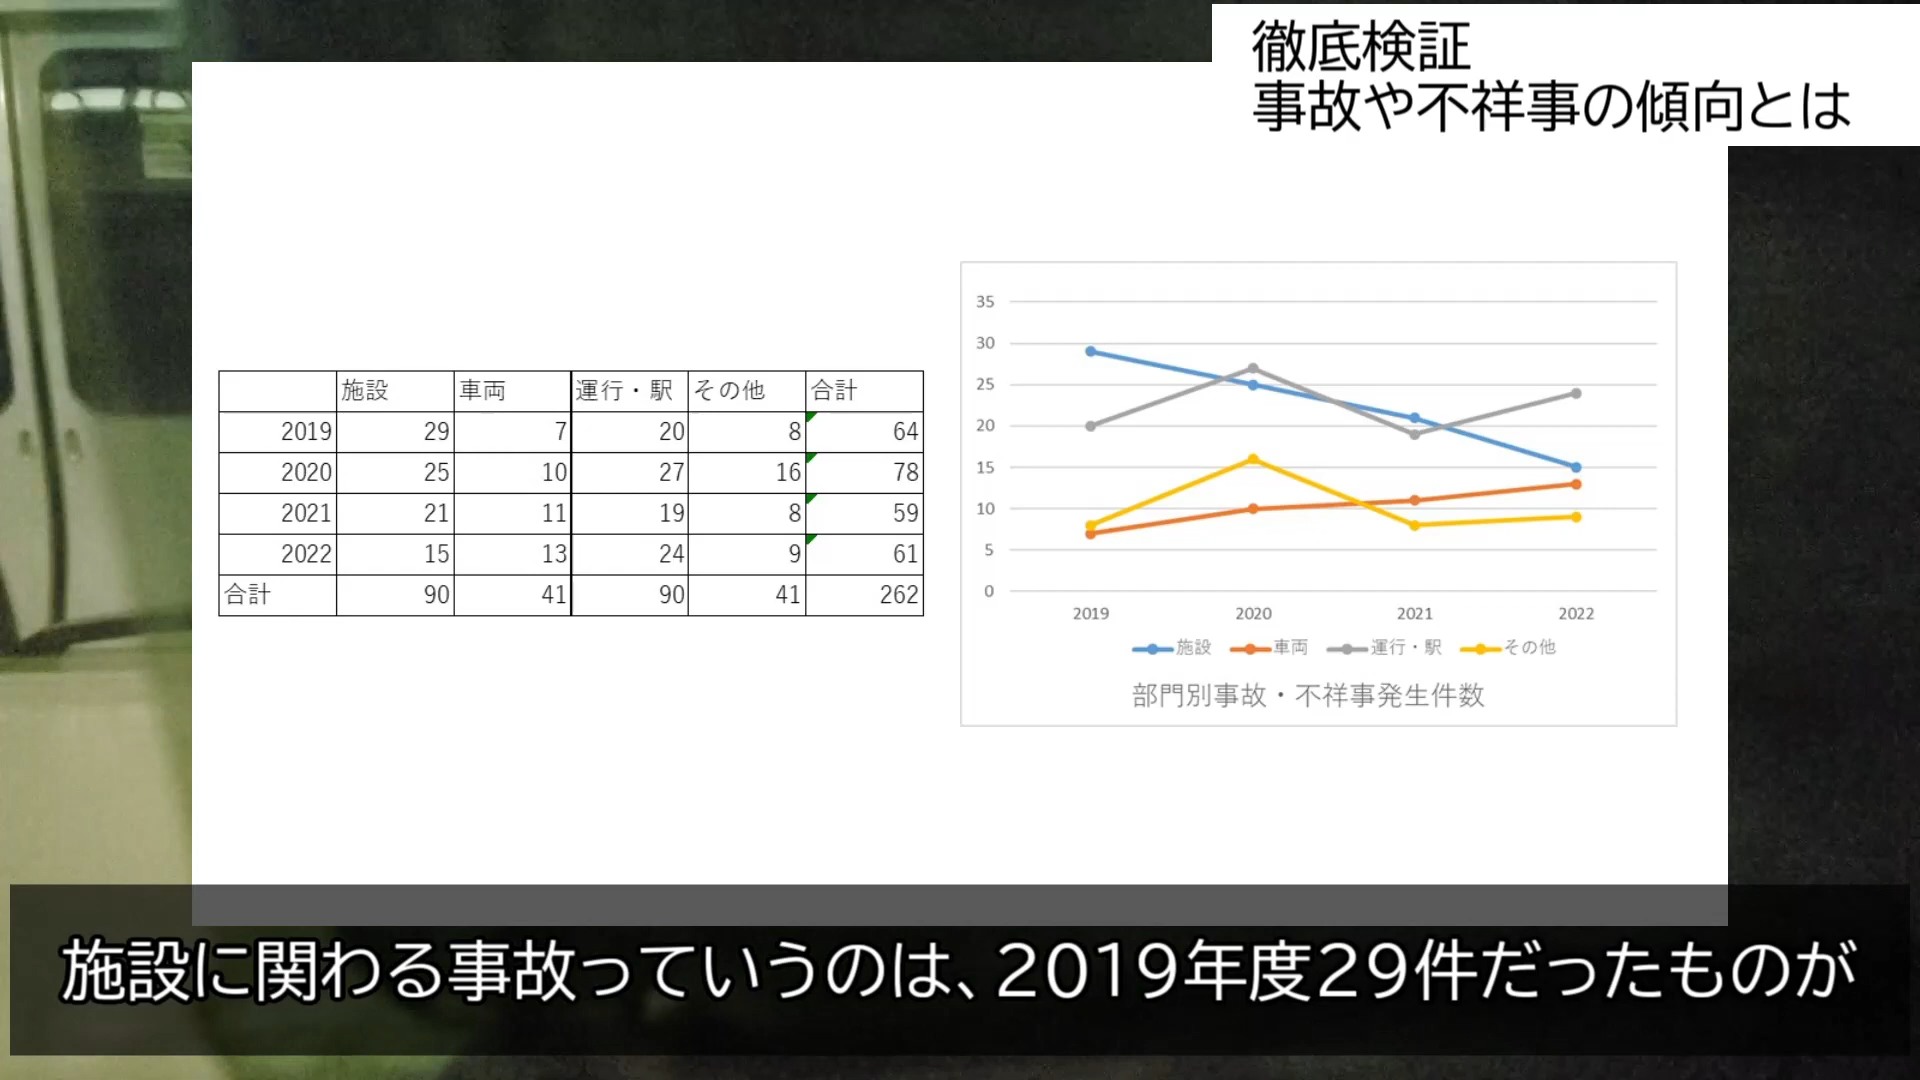 徹底検証
事故や不祥事の傾向とは
施設 車両 運行・駅 その他 合計
2019 29 7 20 8 64
2020 25 10 27 16 78
2021 21 11 19 8 59
2022 15 13 24 9 61
合計 90 41 90 41 262
35
30
25
20
15
10
5
0
2019 2020 2021 2022
施設 車両 運行・駅 その他
部門別事故・不祥事発生件数
施設に関わる事故っていうのは、2019年度29件だったものが